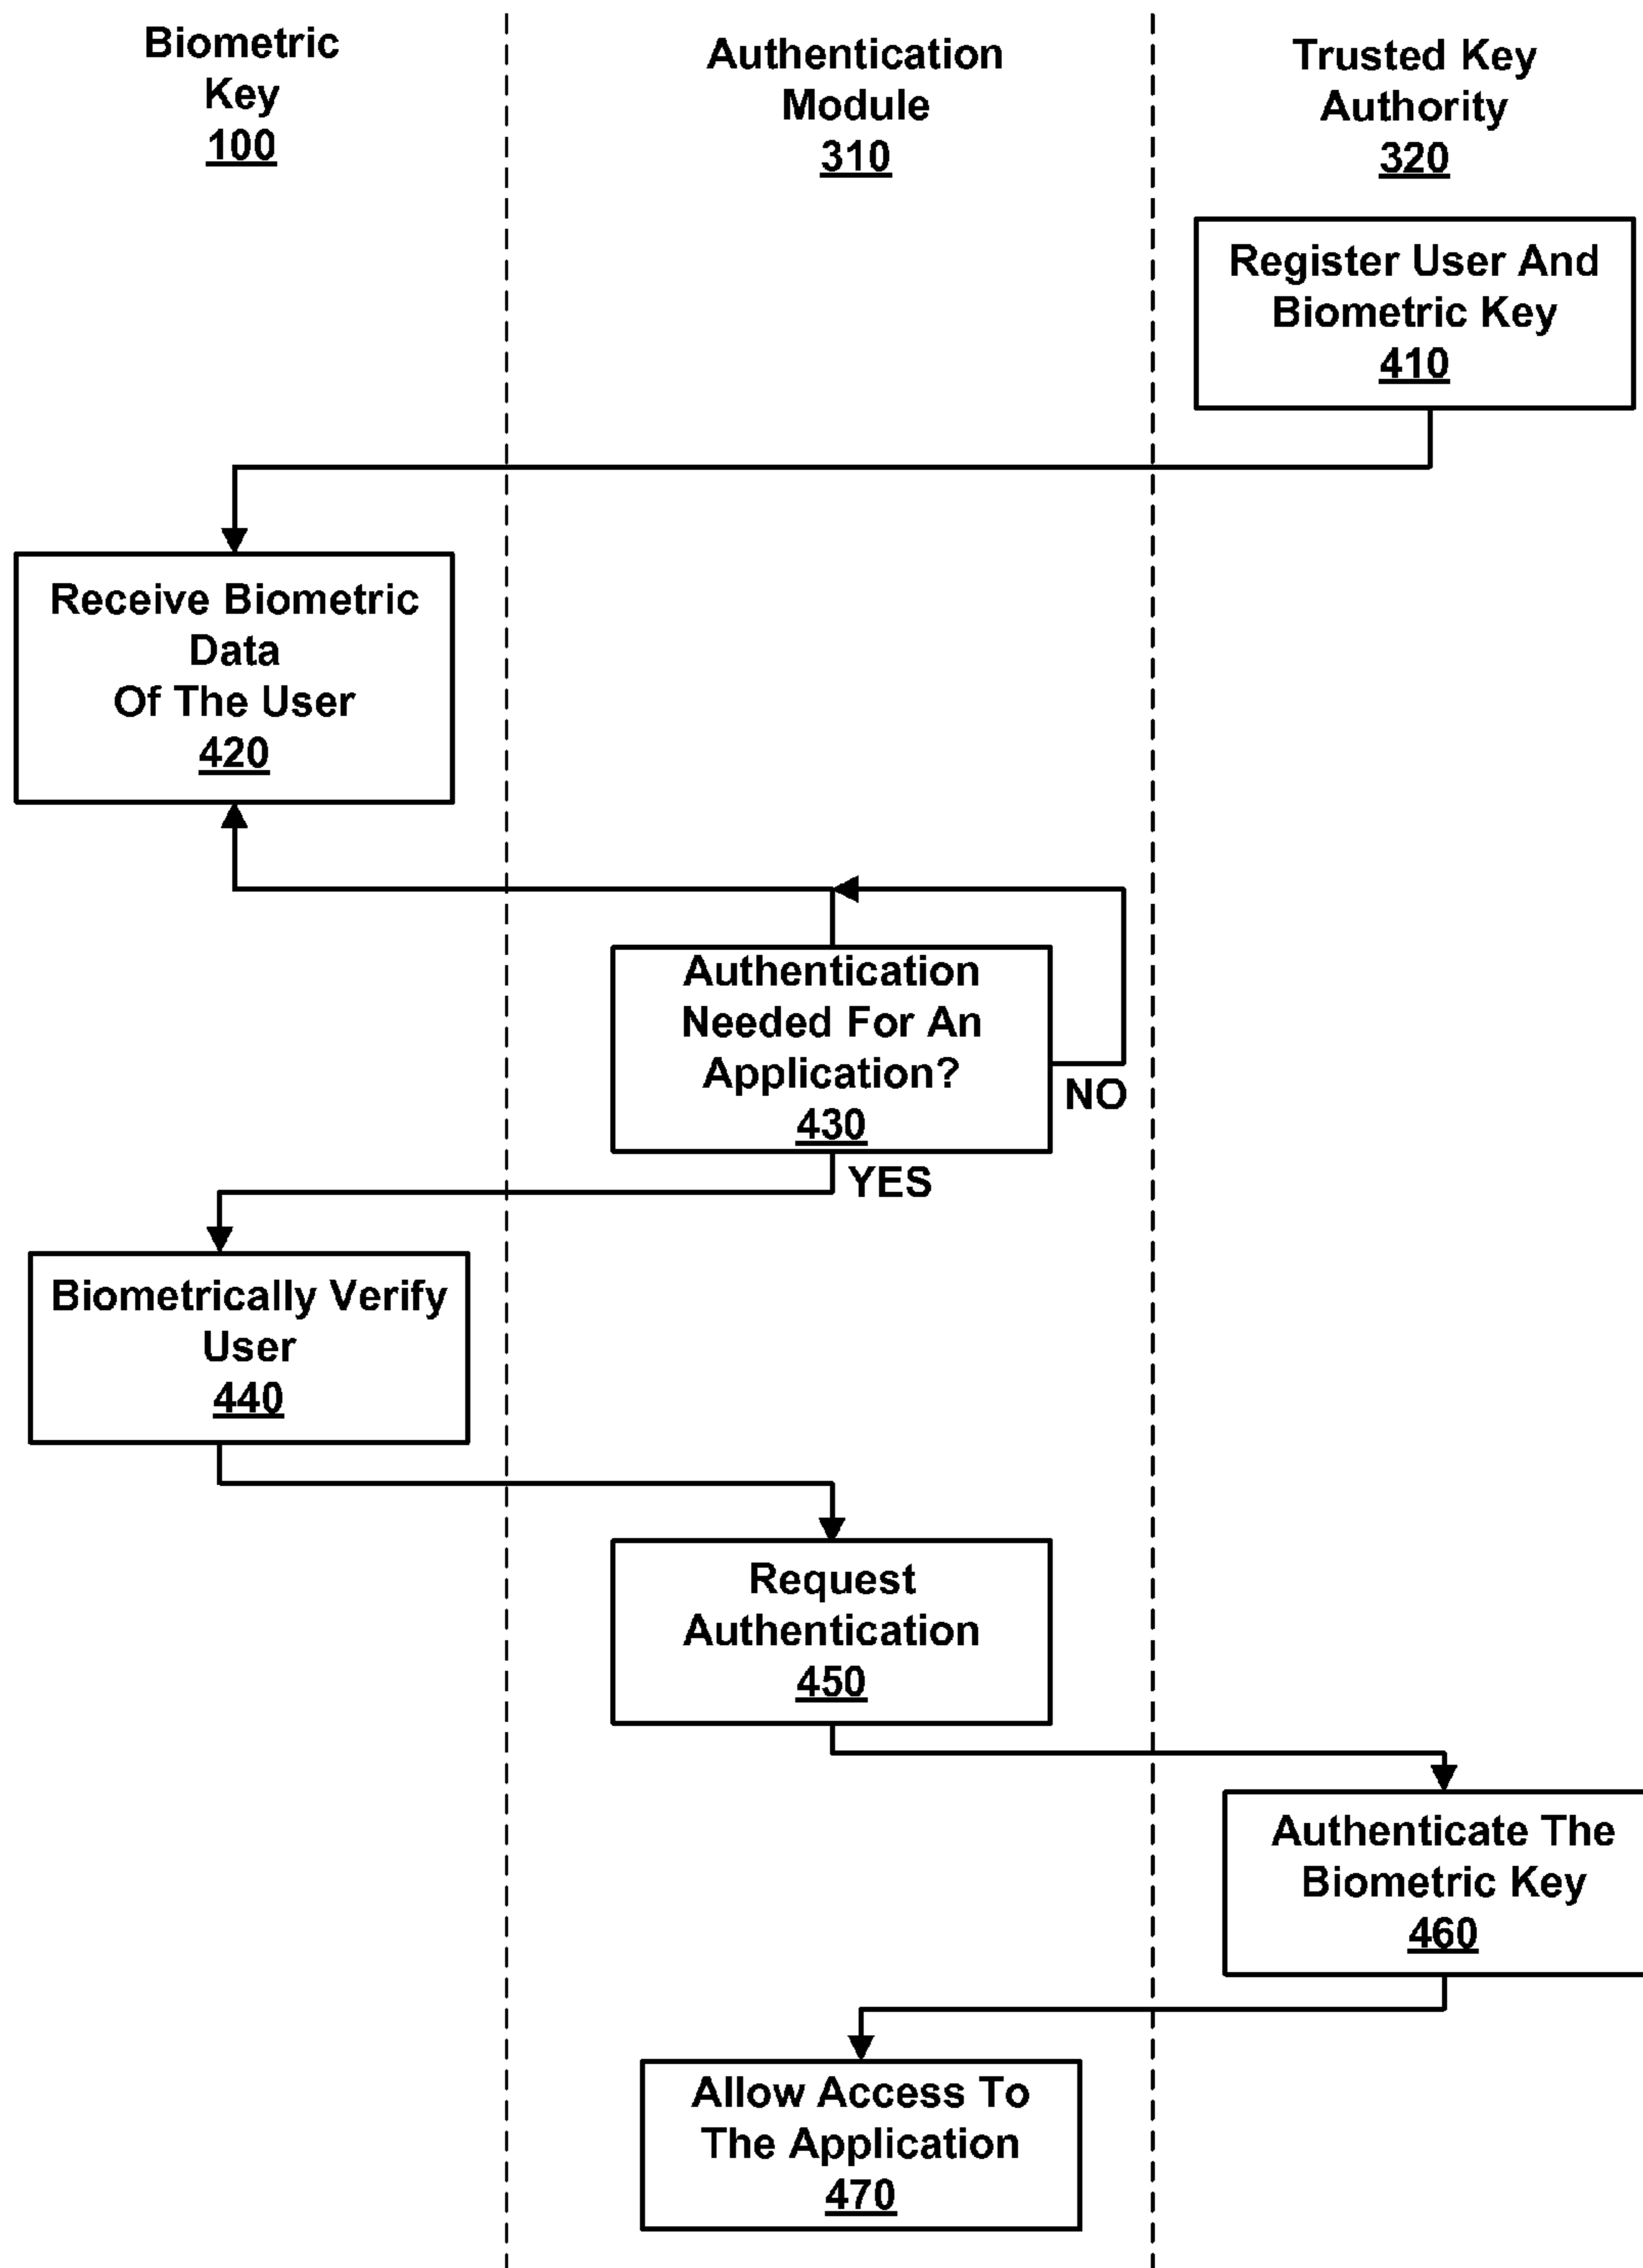 Biometric
Key
100
Authentication
Module
310
Trusted Key
Authority
320
Register User And
Biometric Key
410
Receive Biometric
Data
Of The User
420
Authentication
Needed For An
Application?
430
NO
YES
Biometrically Verify
User
440
Request
Authentication
450
Authenticate The
Biometric Key
460
Allow Access To
The Application
470